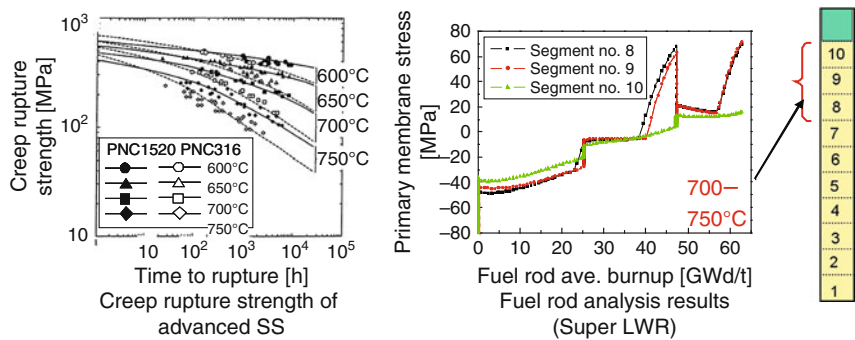 Creep rupture
strength [MPa]
10³
10²
10
10
10²
10³
10⁴
10⁵
600°C
650°C
700°C
750°C
PNC1520 PNC316
600°C
650°C
700°C
750°C
Time to rupture [h]
Creep rupture strength of
advanced SS
Primary membrane stress
[MPa]
80
60
40
20
0
−20
−40
−60
−80
Segment no. 8
Segment no. 9
Segment no. 10
700−
750°C
0
10
20
30
40
50
60
Fuel rod ave. burnup [GWd/t]
Fuel rod analysis results
(Super LWR)
10
9
8
7
6
5
4
3
2
1